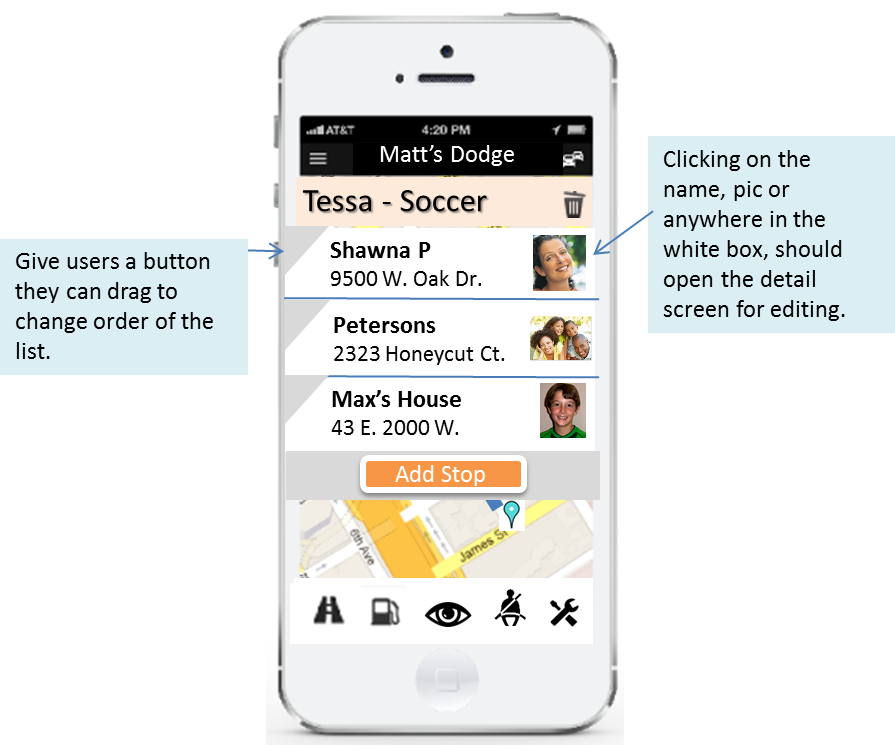 AT&T 4:20 PM
Matt's Dodge
Tessa - Soccer
Shawna P
9500 W. Oak Dr.
Petersons
2323 Honeycut Ct.
Max's House
43 E. 2000 W.
Add Stop
6th Ave
James St
Give users a button
they can drag to
change order of the
list.
Clicking on the
name, pic or
anywhere in the
white box, should
open the detail
screen for editing.